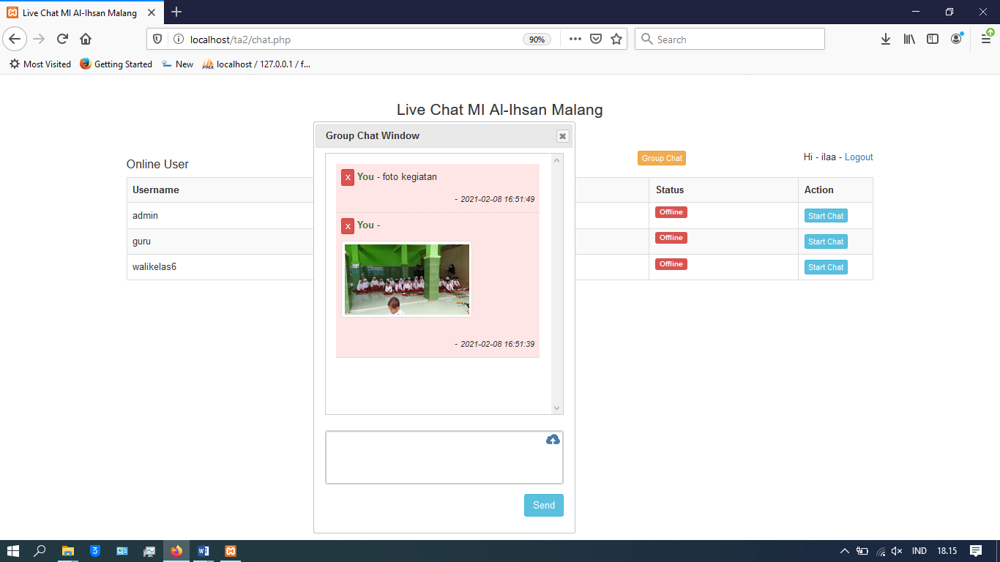 Live Chat MI Al-Ihsan Malang
localhost/ta2/chat.php
90%
Search
Most Visited
Getting Started
New
localhost / 127.0.0.1 / f...
Live Chat MI Al-Ihsan Malang
Group Chat Window
Online User
Group Chat
Hi - ilaa - Logout
Username
Status
Action
admin
Offline
Start Chat
guru
Offline
Start Chat
walikelas6
Offline
Start Chat
x You - foto kegiatan
- 2021-02-08 16:51:49
x You -
- 2021-02-08 16:51:39
Send
IND
18.15